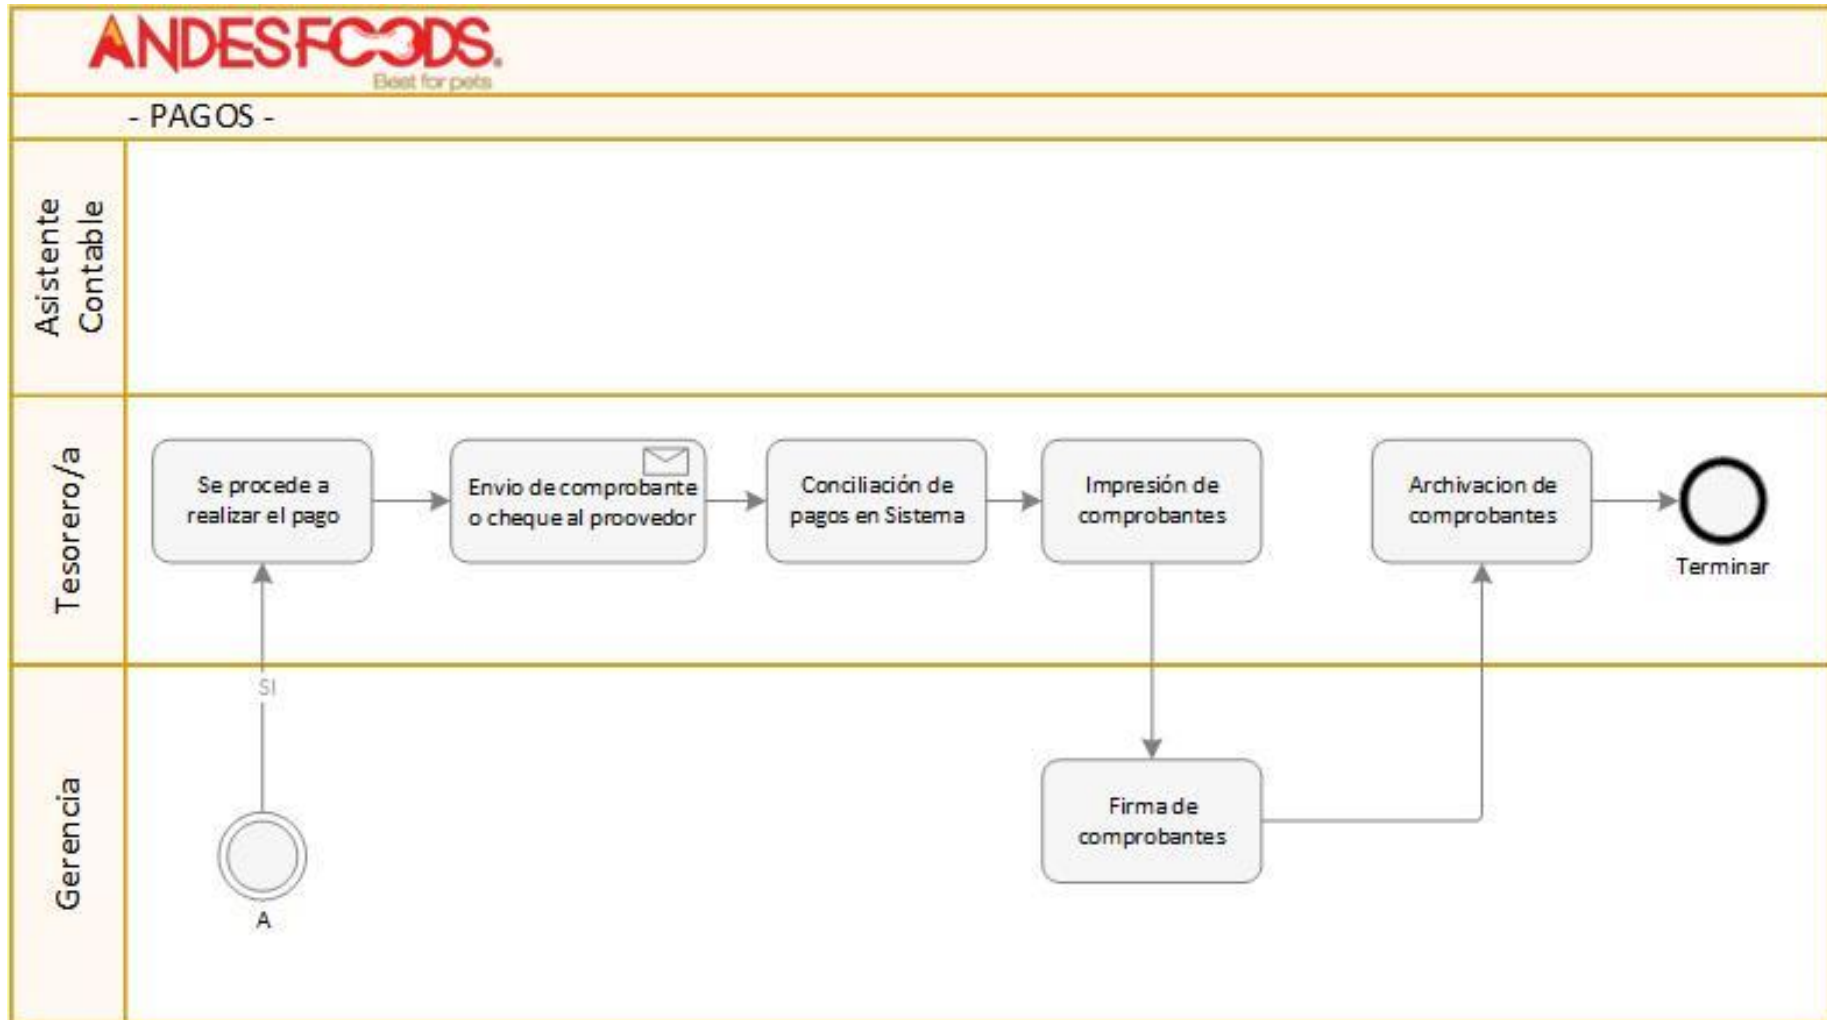 ANDESFOODS®
Best for pets
- PAGOS -
Asistente
Contable
Tesorero/a
Se procede a
realizar el pago
Envio de comprobante
o cheque al proovedor
Conciliación de
pagos en Sistema
Impresión de
comprobantes
Archivacion de
comprobantes
Terminar
Gerencia
SI
A
Firma de
comprobantes